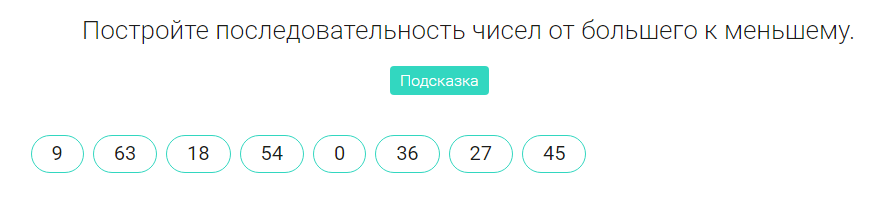 Постройте последовательность чисел от большего к меньшему.
Подсказка
9 63 18 54 0 36 27 45